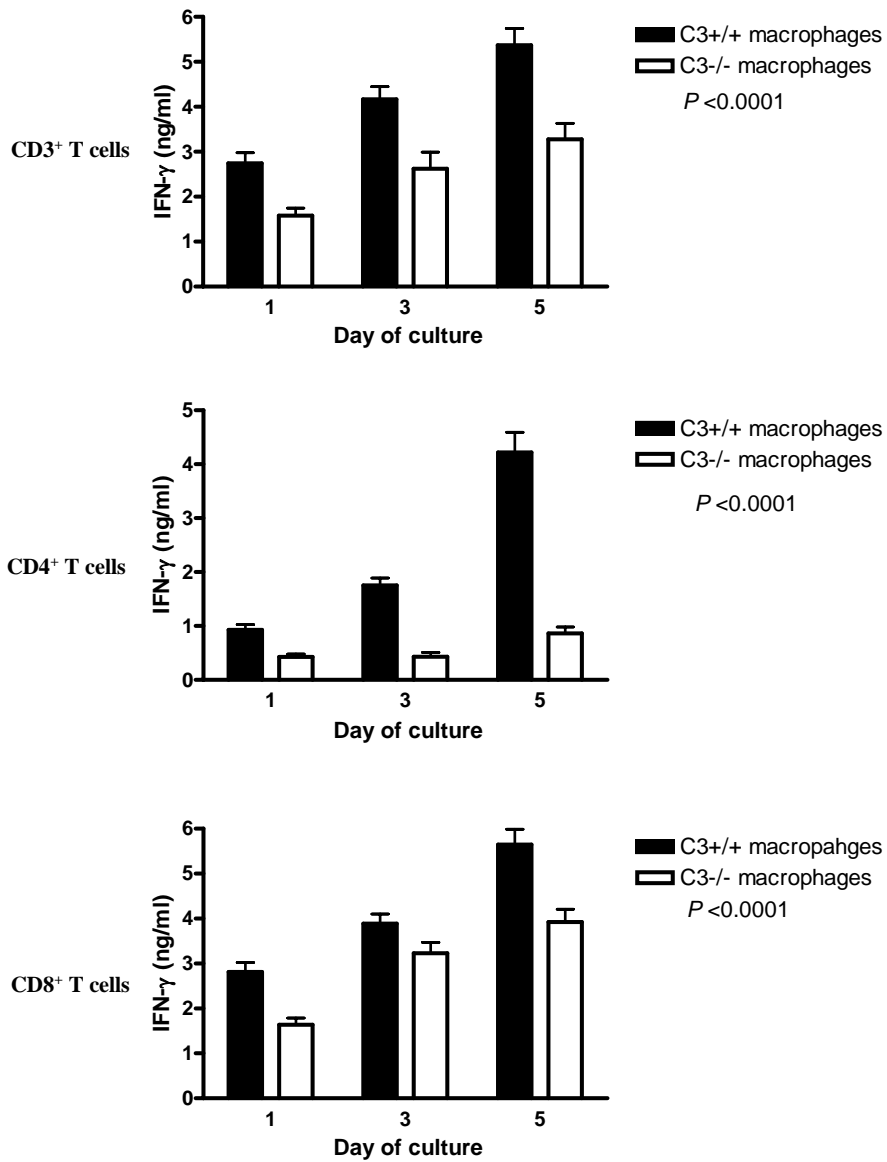 6
5
4
3
2
1
0
IFN-γ (ng/ml)
CD3+ T cells
1 3 5
Day of culture
C3+/+ macrophages
C3-/- macrophages
P <0.0001
5
4
3
2
1
0
IFN-γ (ng/ml)
CD4+ T cells
1 3 5
Day of culture
C3+/+ macrophages
C3-/- macrophages
P <0.0001
6
5
4
3
2
1
0
IFN-γ (ng/ml)
CD8+ T cells
1 3 5
Day of culture
C3+/+ macropahges
C3-/- macrophages
P <0.0001